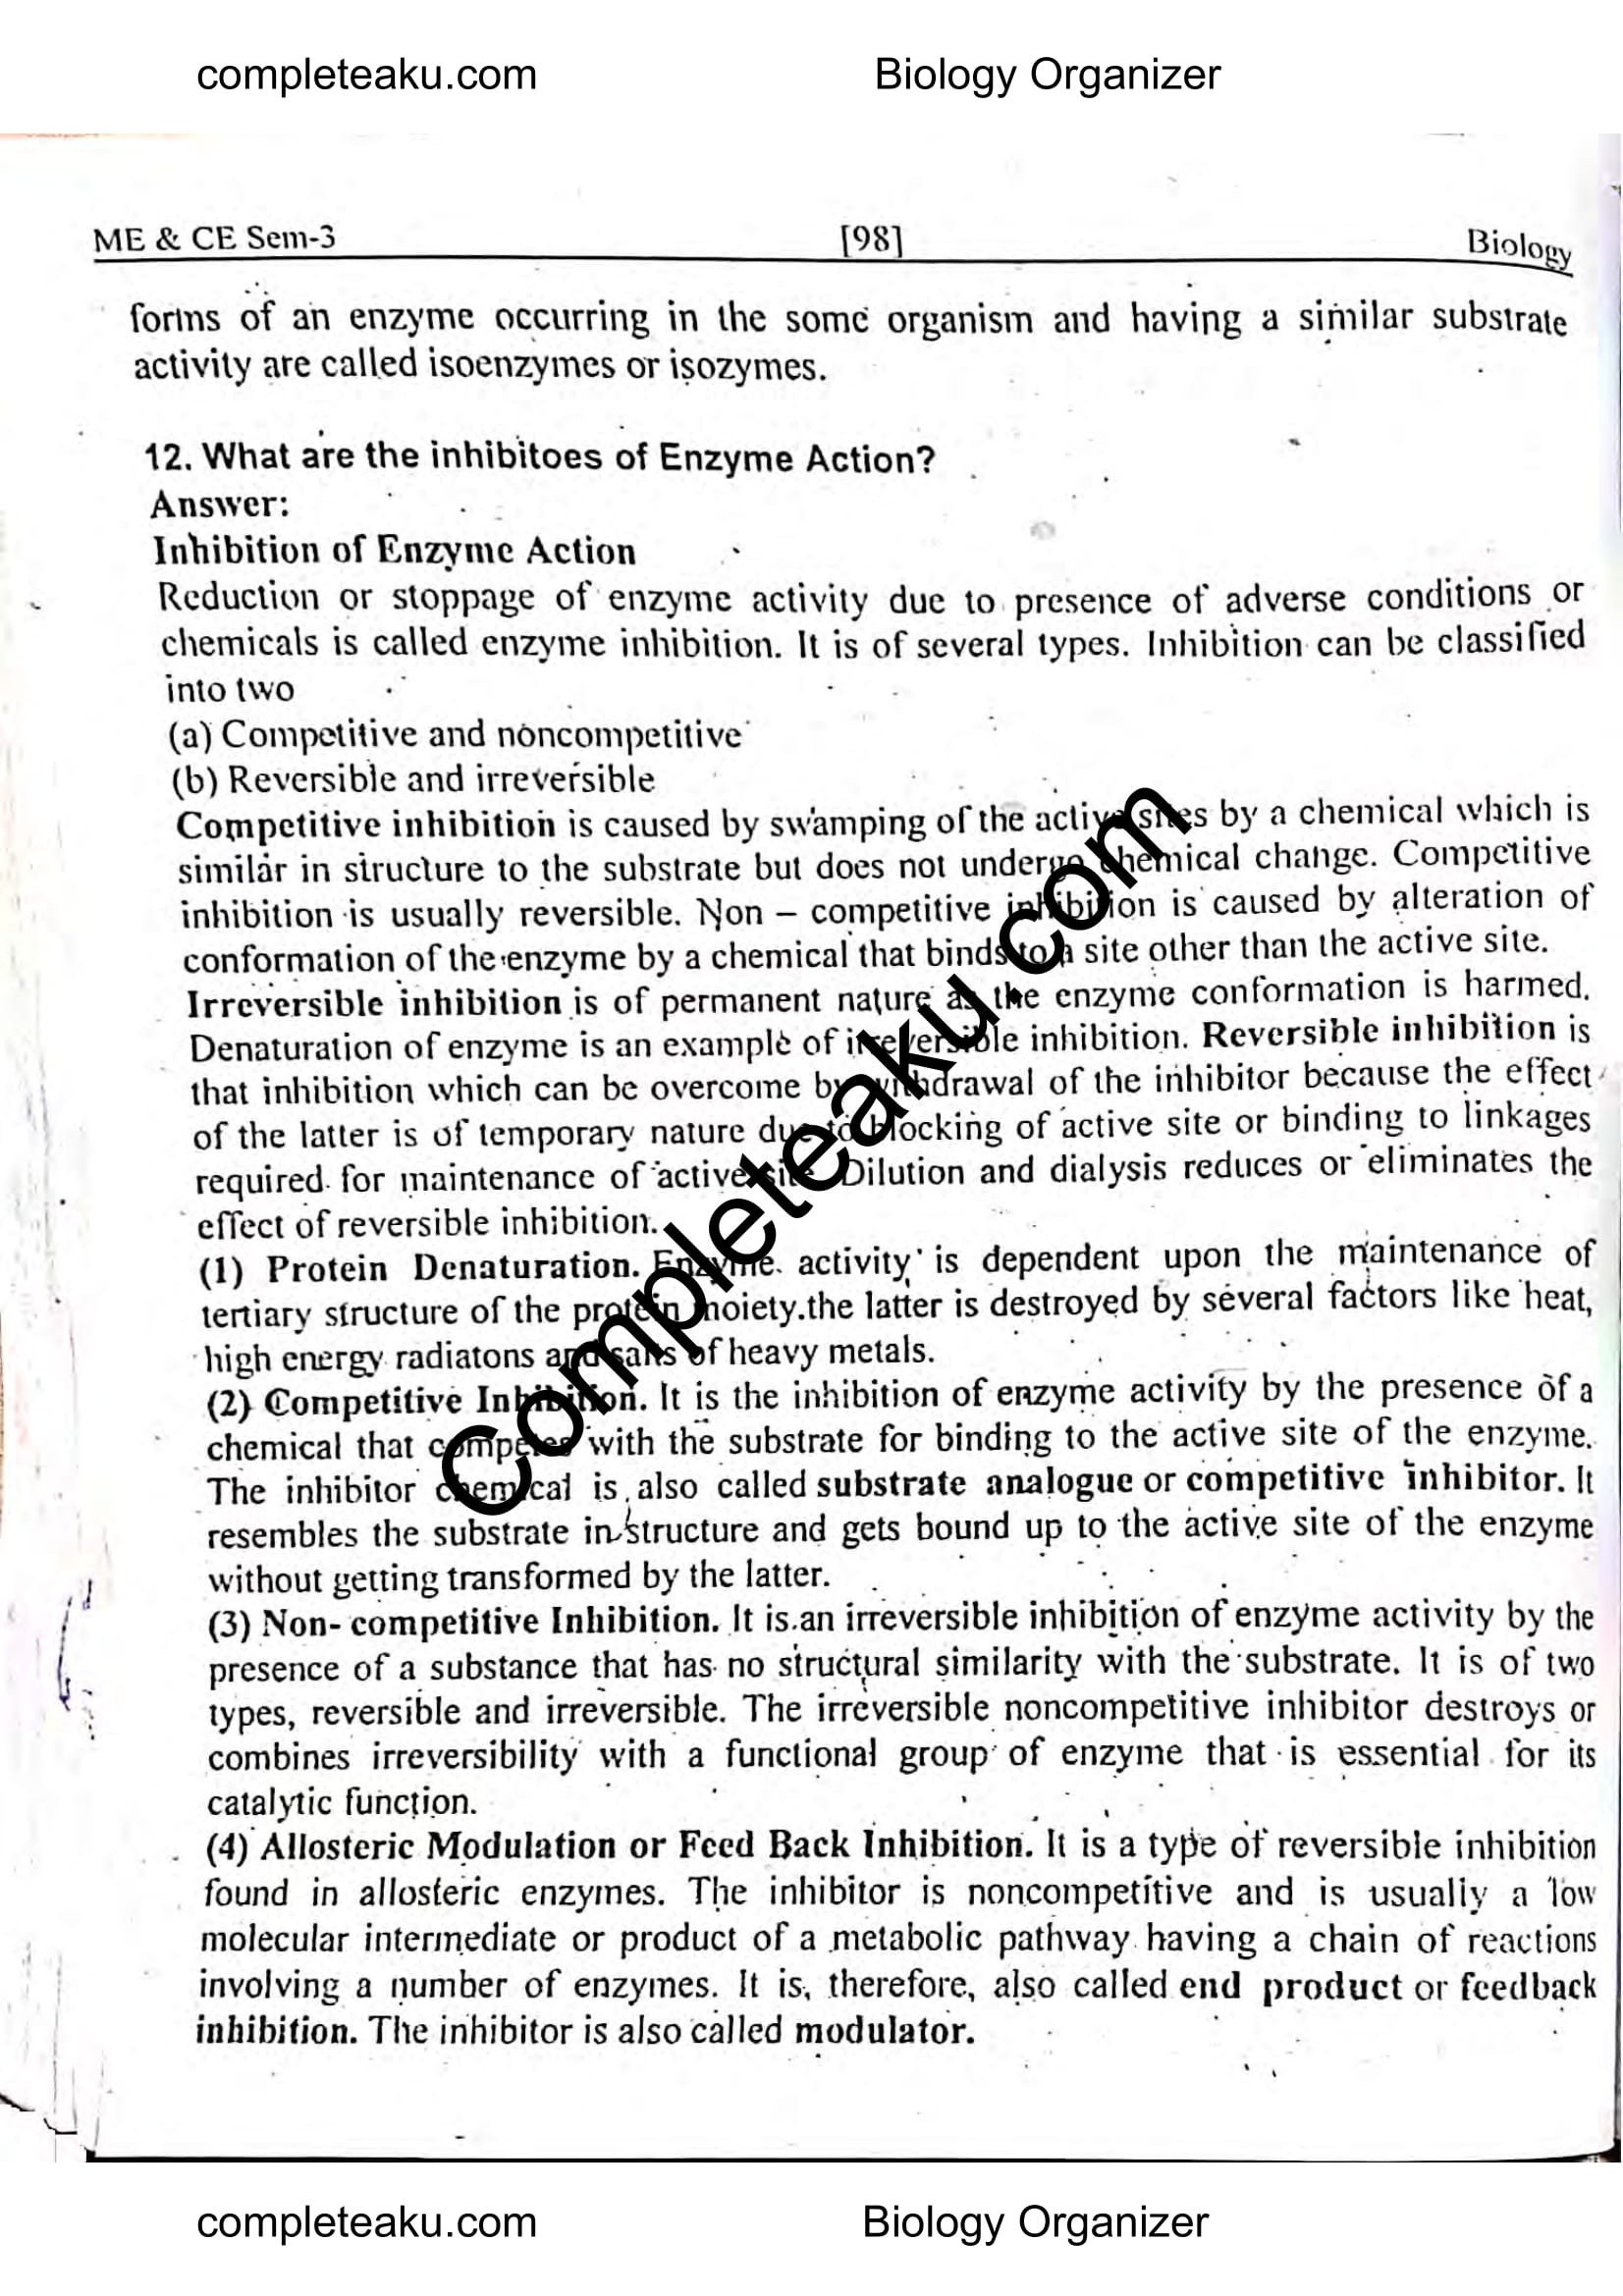 completeaku.com Biology Organizer
ME & CE Sem-3 [98] Biology
forms of an enzyme occurring in the some organism and having a similar substrate
activity are called isoenzymes or isozymes.
12. What are the inhibitoes of Enzyme Action?
Answer:
Inhibition of Enzyme Action
Reduction or stoppage of enzyme activity due to presence of adverse conditions or
chemicals is called enzyme inhibition. It is of several types. Inhibition can be classified
into two
(a) Competitive and noncompetitive
(b) Reversible and irreversible
Competitive inhibition is caused by swamping of the active sites by a chemical which is
similar in structure to the substrate but does not undergo chemical change. Competitive
inhibition is usually reversible. Non – competitive inhibition is caused by alteration of
conformation of the enzyme by a chemical that binds to a site other than the active site.
Irreversible inhibition is of permanent nature as the enzyme conformation is harmed.
Denaturation of enzyme is an example of irreversible inhibition. Reversible inhibition is
that inhibition which can be overcome by withdrawal of the inhibitor because the effect
of the latter is of temporary nature due to blocking of active site or binding to linkages
required for maintenance of active site. Dilution and dialysis reduces or eliminates the
effect of reversible inhibition.
(1) Protein Denaturation. Enzyme activity is dependent upon the maintenance of
tertiary structure of the protein moiety.the latter is destroyed by several factors like heat,
high energy radiatons and salts of heavy metals.
(2) Competitive Inhibition. It is the inhibition of enzyme activity by the presence of a
chemical that competes with the substrate for binding to the active site of the enzyme.
The inhibitor chemical is also called substrate analogue or competitive inhibitor. It
resembles the substrate in structure and gets bound up to the active site of the enzyme
without getting transformed by the latter.
(3) Non- competitive Inhibition. It is an irreversible inhibition of enzyme activity by the
presence of a substance that has no structural similarity with the substrate. It is of two
types, reversible and irreversible. The irreversible noncompetitive inhibitor destroys or
combines irreversibility with a functional group of enzyme that is essential for its
catalytic function.
(4) Allosteric Modulation or Feed Back Inhibition. It is a type of reversible inhibition
found in allosteric enzymes. The inhibitor is noncompetitive and is usually a low
molecular intermediate or product of a metabolic pathway having a chain of reactions
involving a number of enzymes. It is, therefore, also called end product or feedback
inhibition. The inhibitor is also called modulator.
Completeaku.com
completeaku.com Biology Organizer